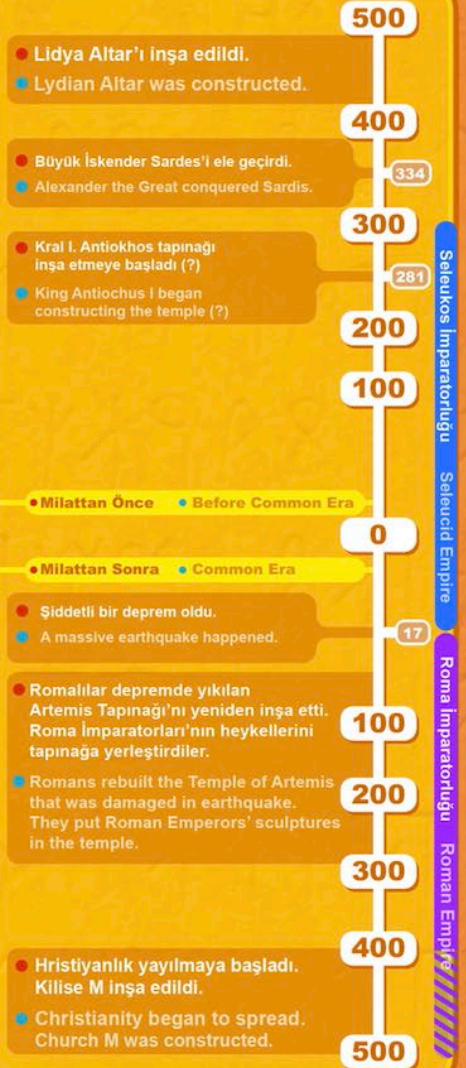 500
Lidya Altar'ı inşa edildi.
Lydian Altar was constructed.
400
Büyük İskender Sardes'i ele geçirdi.
Alexander the Great conquered Sardis.
334
300
Kral I. Antiokhos tapınağı
inşa etmeye başladı (?)
King Antiochus I began
constructing the temple (?)
281
200
100
Seleukos İmparatorluğu
Seleucid Empire
Milattan Önce
Before Common Era
0
Milattan Sonra
Common Era
Şiddetli bir deprem oldu.
A massive earthquake happened.
17
Romalılar depremde yıkılan
Artemis Tapınağı'nı yeniden inşa etti.
Roma İmparatorları'nın heykellerini
tapınağa yerleştirdiler.
Romans rebuilt the Temple of Artemis
that was damaged in earthquake.
They put Roman Emperors' sculptures
in the temple.
100
200
300
Roma İmparatorluğu
Roman Empire
400
Hristiyanlık yayılmaya başladı.
Kilise M inşa edildi.
Christianity began to spread.
Church M was constructed.
500